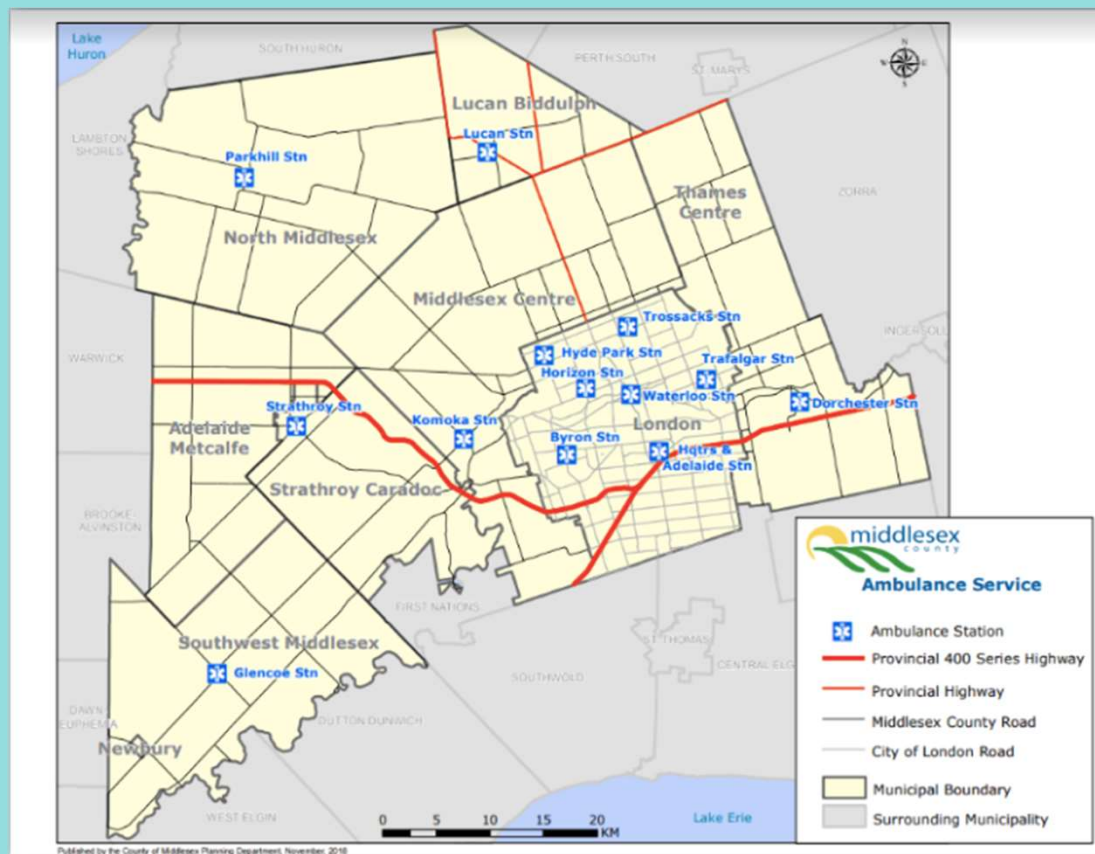 Lake
Huron
SOUTH HURON
PERTH SOUTH
ST. MARYS
N
S
Lucan Biddulph
Lucan Stn
LAMBTON
SHORES
Parkhill Stn
ZORRA
Thames
Centre
North Middlesex
Middlesex Centre
Trossacks Stn
INGERSOLL
Hyde Park Stn
Trafalgar Stn
WARWICK
Horizon Stn
Waterloo Stn
Dorchester Stn
Strathroy Stn
Komoka Stn
London
Adelaide
Metcalfe
Byron Stn
Hqtrs &
Adelaide Stn
Strathroy Caradoc
BROOKE-
ALVINSTON
FIRST NATIONS
Southwest Middlesex
ST. THOMAS
Glencoe Stn
CENTRAL ELG
SOUTHWOLD
DAWN
EUPHEMIA
DUTTON DUNWICH
Newbury
WEST ELGIN
0 5 10 15 20
KM
Lake Erie
middlesex
county
Ambulance Service
Ambulance Station
Provincial 400 Series Highway
Provincial Highway
Middlesex County Road
City of London Road
Municipal Boundary
Surrounding Municipality
Published by the County of Middlesex Planning Department, November, 2018